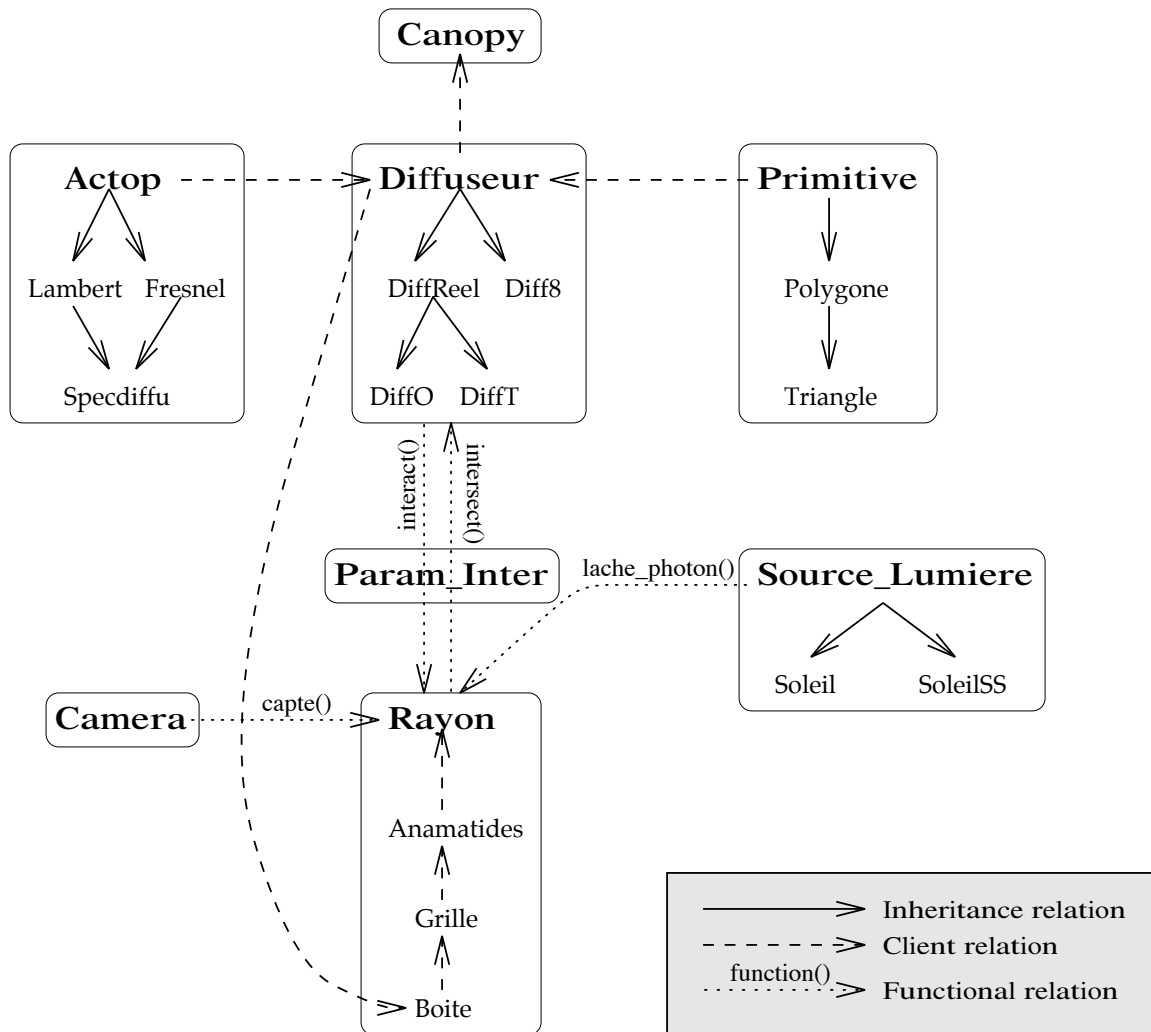 Canopy
Actop
Diffuseur
Primitive
Lambert
Fresnel
DiffReel
Diff8
Polygone
Specdiffu
DiffO
DiffT
Triangle
interact()
intersect()
Param_Inter
lache_photon()
Source_Lumiere
Soleil
SoleilSS
Camera
capte()
Rayon
Anamatides
Grille
Boite
Inheritance relation
Client relation
function()
Functional relation